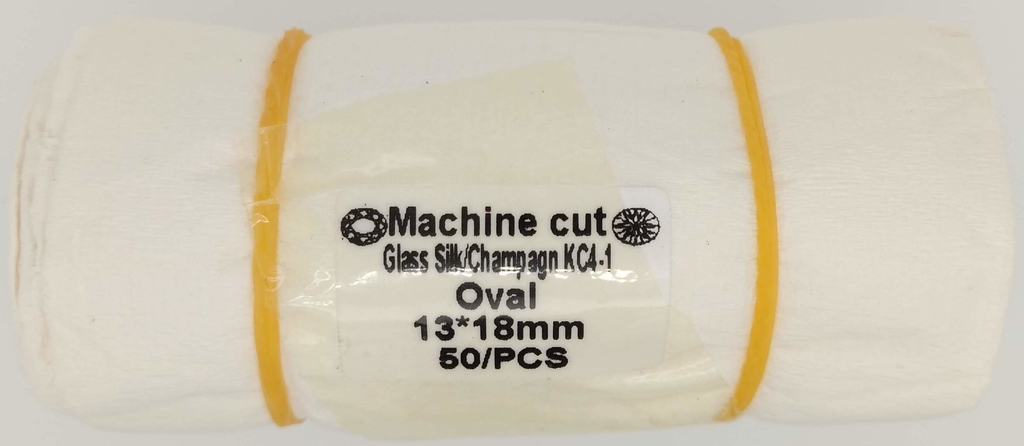 Machine cut
Glass Silk/Champagn KC4-1
Oval
13*18mm
50/PCS